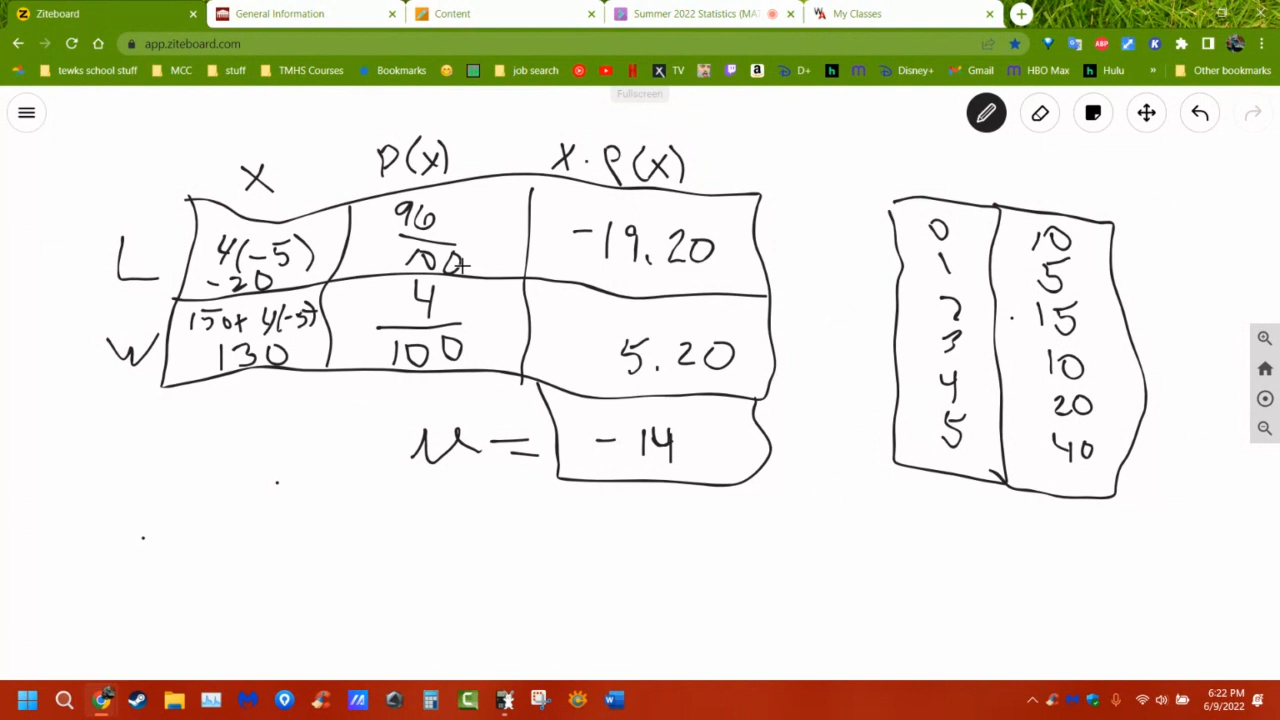 Ziteboard
General Information
Content
Summer 2022 Statistics (MA
My Classes
app.ziteboard.com
tewks school stuff
MCC
stuff
TMHS Courses
Bookmarks
job search
TV
D+
Disney+
Gmail
HBO Max
Hulu
»
Other bookmarks
Fullscreen
X P(x) X · P(x)
L 4(-5) 96/100 -19.20
-20
W 150+ 4(-5) 4/100 5.20
130
μ = -14
0 10
1 5
2 15
3 10
4 20
5 40
6:22 PM
6/9/2022